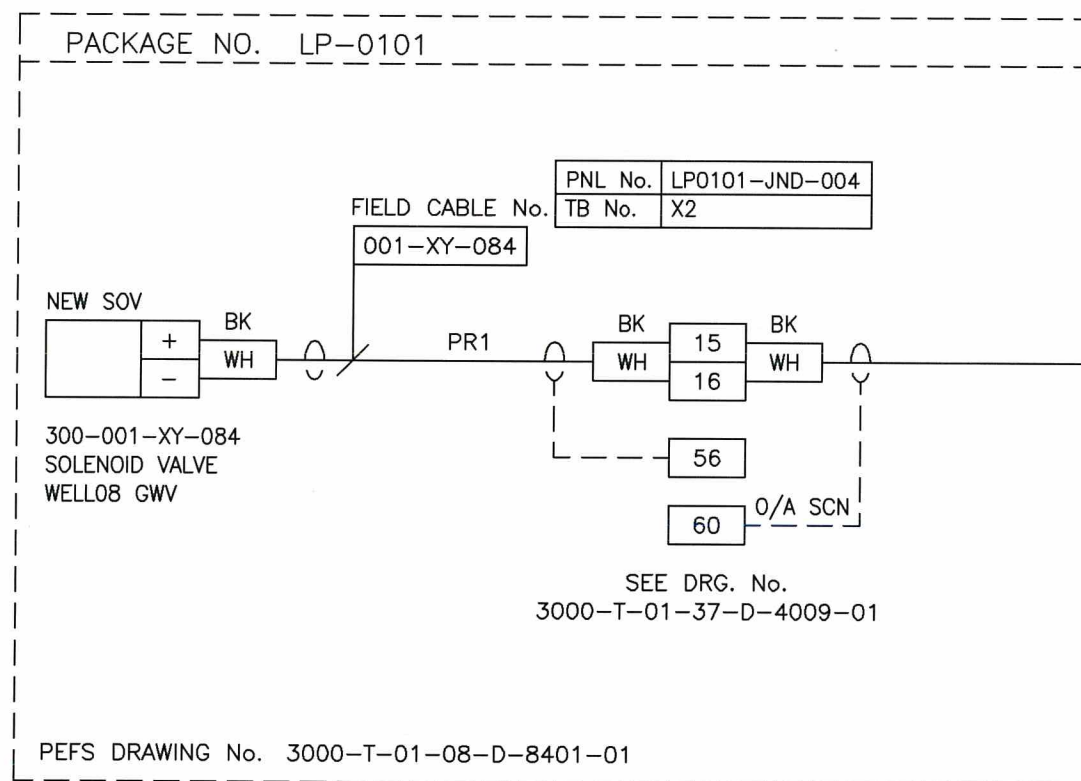 PACKAGE NO. LP-0101
PNL No. LP0101-JND-004
FIELD CABLE No. TB No. X2
001-XY-084
NEW SOV
+ BK PR1 BK 15 BK
- WH WH 16 WH
300-001-XY-084
SOLENOID VALVE
WELL08 GWV
56
60 O/A SCN
SEE DRG. No.
3000-T-01-37-D-4009-01
PEFS DRAWING No. 3000-T-01-08-D-8401-01